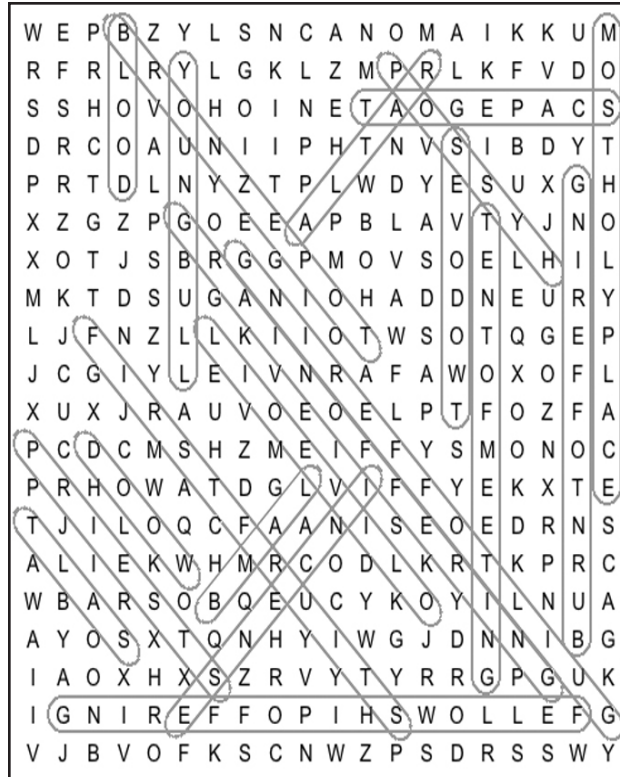 W E P B Z Y L S N C A N O M A I K K U M
R F R L R Y L G K L Z M P R L K F V D O
S S H O V O H O I N E T A O G E P A C S
D R C O A U N I I P H T N V S I B D Y T
P R T D L N Y Z T P L W D Y E S U X G H
X Z G Z P G O E E A P B L A V T Y J N O
X O T J S B R G G P M O V S O E L H I L
M K T D S U G A N I O H A D D N E U R Y
L J F N Z L L K I I O T W S O T Q G E P
J C G I Y L E I V N R A F A W O X O F L
X U X J R A U V O E O E L P T F O Z F A
P C D C M S H Z M E I F F Y S M O N O C
P R H O W A T D G L V I F F Y E K X T E
T J I L O Q C F A A N I S E O E D R N S
A L I E K W H M R C O D L K R T K P R C
W B A R S O B Q E U C Y K O Y I L N U A
A Y O S X T Q N H Y I W G J D N N I B G
I A O X H X S Z R V Y T Y R R G P G U K
I G N I R E F F O P I H S W O L L E F G
V J B V O F K S C N W Z P S D R S S W Y